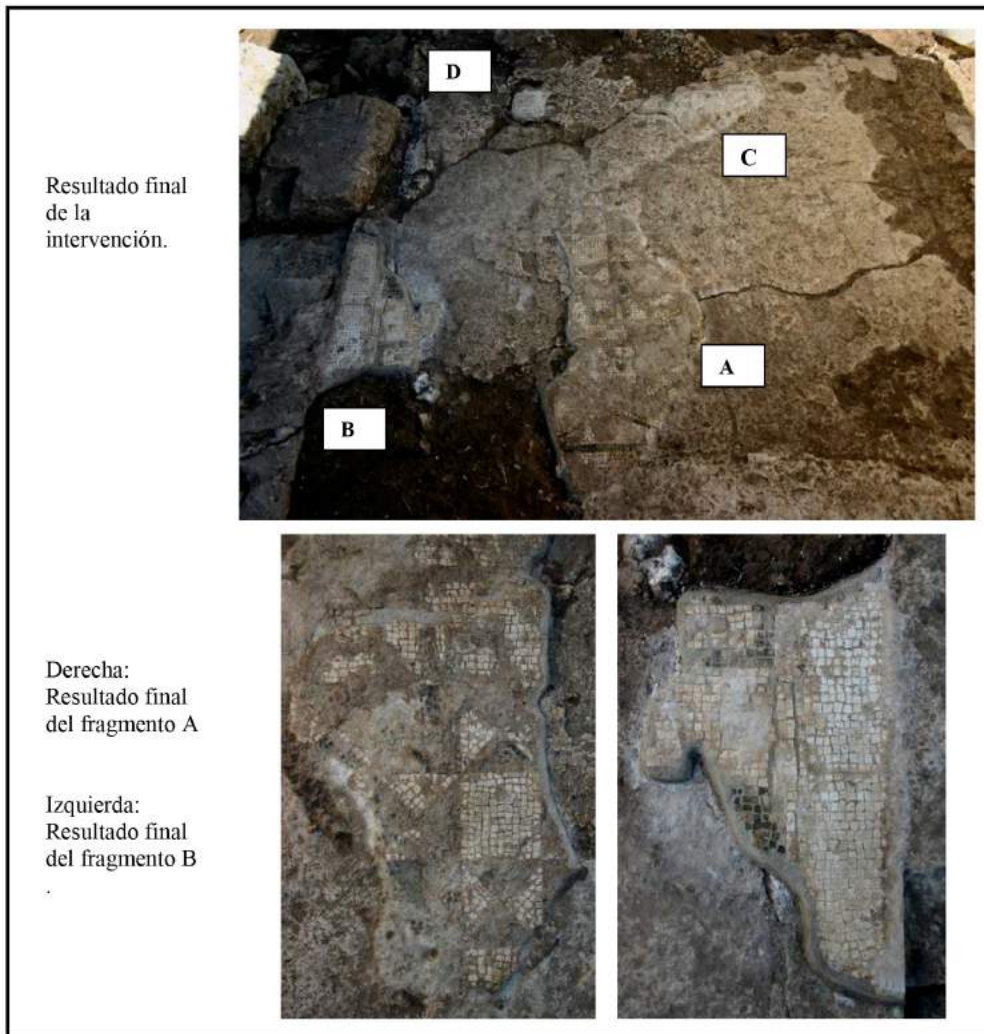 D
C
Resultado final
de la
intervención.
A
B
Derecha:
Resultado final
del fragmento A
Izquierda:
Resultado final
del fragmento B
.